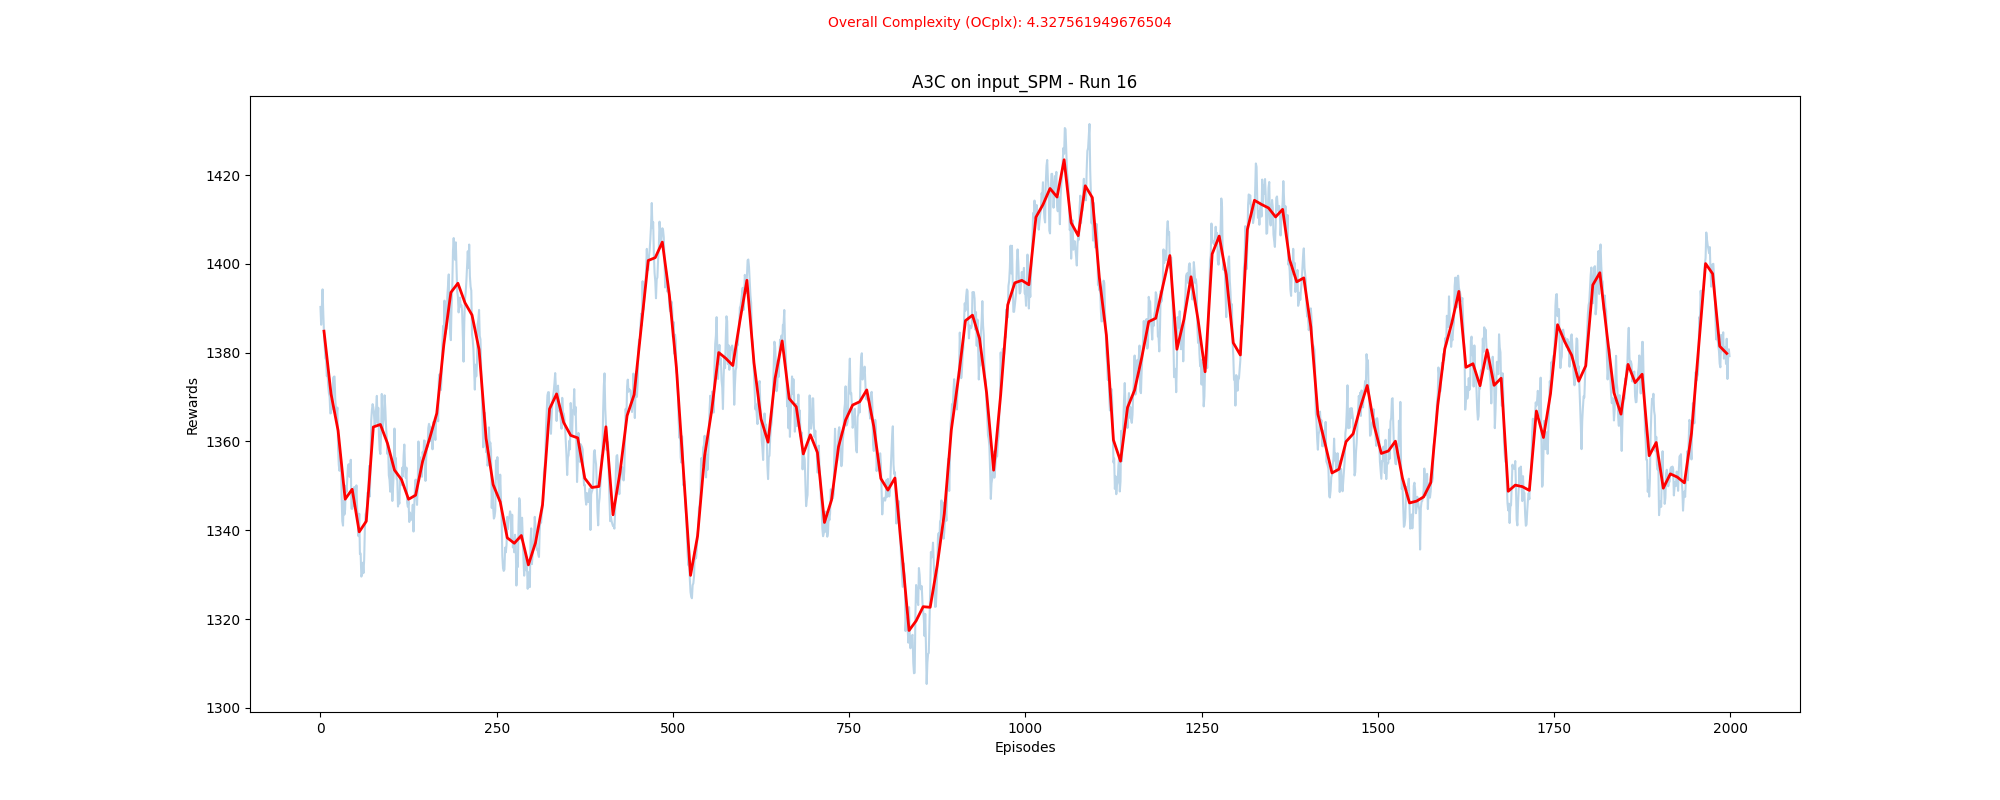 Overall Complexity (OCplx): 4.327561949676504
A3C on input_SPM - Run 16
1420
1400
1380
1360
1340
1320
1300
Rewards
0 250 500 750 1000 1250 1500 1750 2000
Episodes